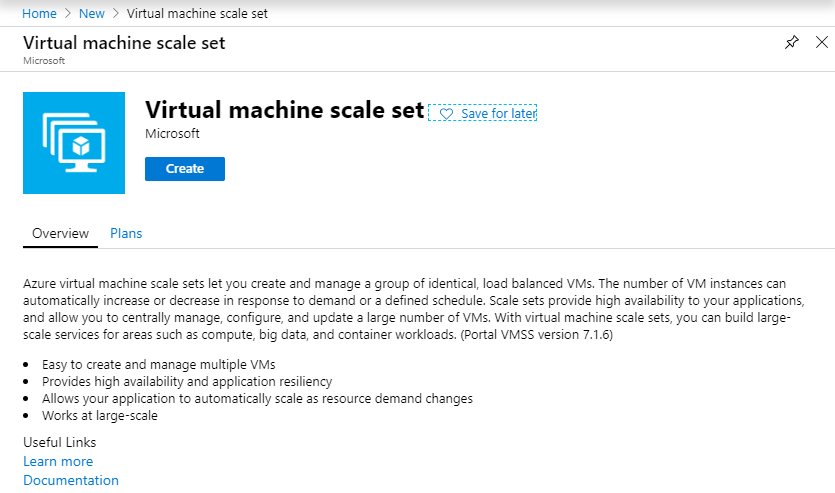 Home > New > Virtual machine scale set
Virtual machine scale set
Microsoft
Virtual machine scale set
Save for later
Microsoft
Create
Overview Plans
Azure virtual machine scale sets let you create and manage a group of identical, load balanced VMs. The number of VM instances can
automatically increase or decrease in response to demand or a defined schedule. Scale sets provide high availability to your applications,
and allow you to centrally manage, configure, and update a large number of VMs. With virtual machine scale sets, you can build large-
scale services for areas such as compute, big data, and container workloads. (Portal VMSS version 7.1.6)
• Easy to create and manage multiple VMs
• Provides high availability and application resiliency
• Allows your application to automatically scale as resource demand changes
• Works at large-scale
Useful Links
Learn more
Documentation